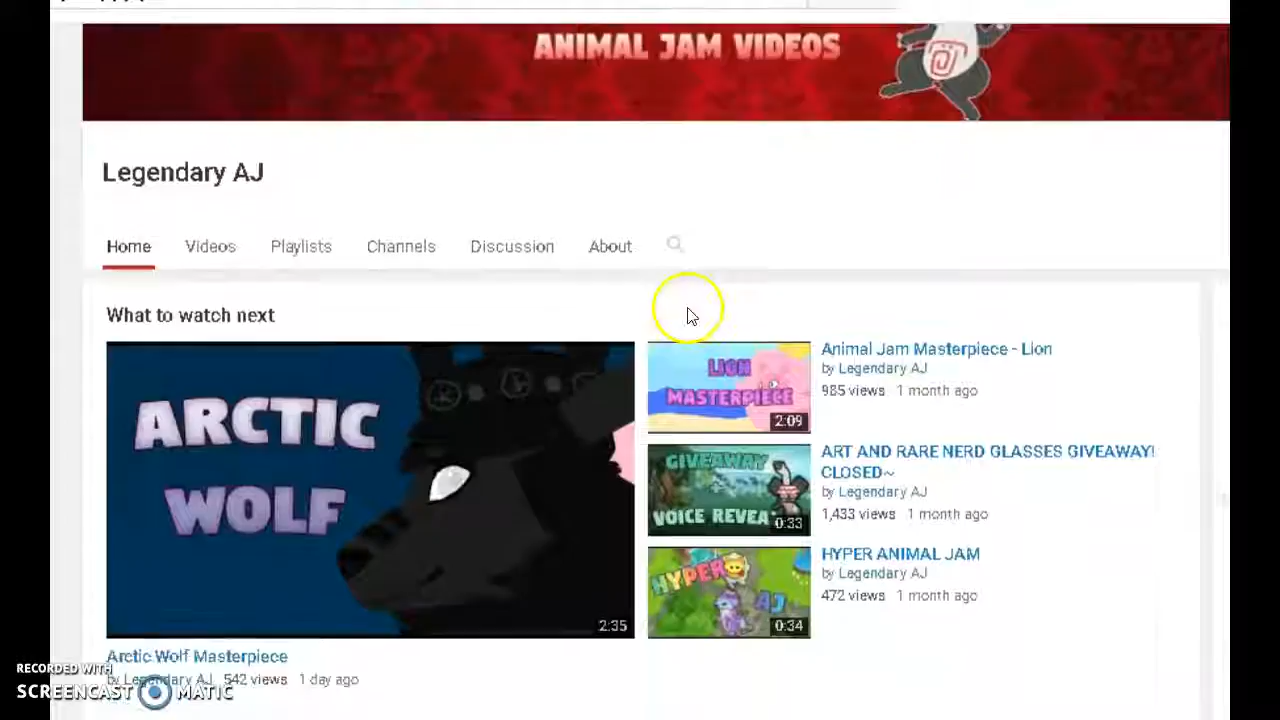 ANIMAL JAM VIDEOS
Legendary AJ
Home Videos Playlists Channels Discussion About
What to watch next
ARCTIC
WOLF
2:35
Arctic Wolf Masterpiece
by Legendary AJ 542 views 1 day ago
LION
MASTERPIECE
2:09
Animal Jam Masterpiece - Lion
by Legendary AJ
985 views 1 month ago
GIVEAWAY
VOICE REVEA
0:33
ART AND RARE NERD GLASSES GIVEAWAY!
CLOSED~
by Legendary AJ
1,433 views 1 month ago
HYPER
AJ
0:34
HYPER ANIMAL JAM
by Legendary AJ
472 views 1 month ago
RECORDED WITH
SCREENCAST MATIC